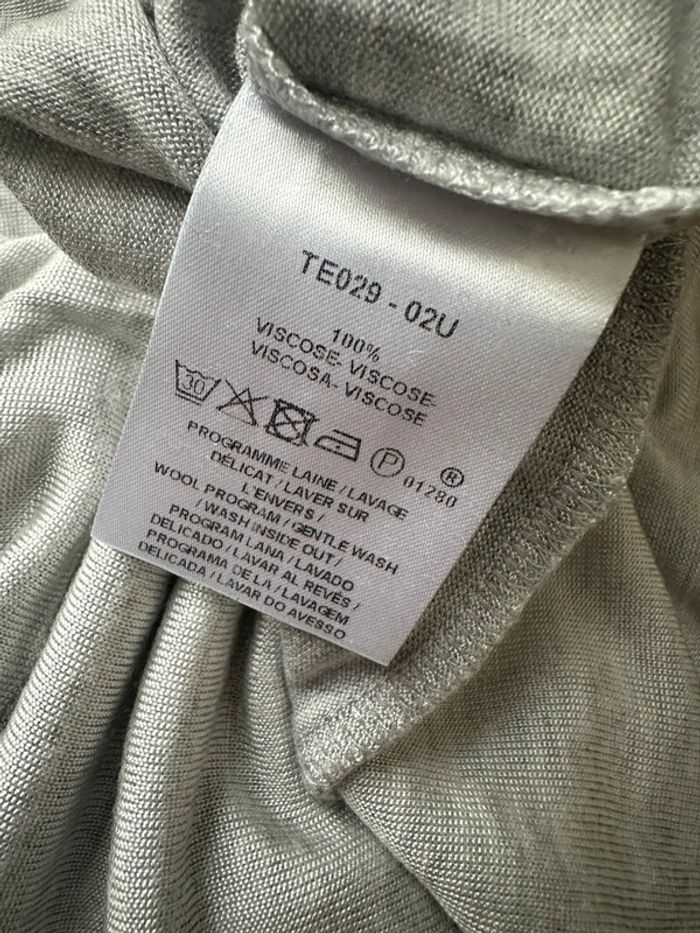 TE029 - 02U
100%
VISCOSE- VISCOSE-
VISCOSA- VISCOSE
30 P 01280 ®
PROGRAMME LAINE / LAVAGE
DÉLICAT / LAVER SUR
L'ENVERS /
WOOL PROGRAM / GENTLE WASH
/ WASH INSIDE OUT /
PROGRAM LANA / LAVADO
DELICADO / LAVAR AL REVÉS /
PROGRAMA DE LA / LAVAGEM
DELICADA / LAVAR DO AVESSO